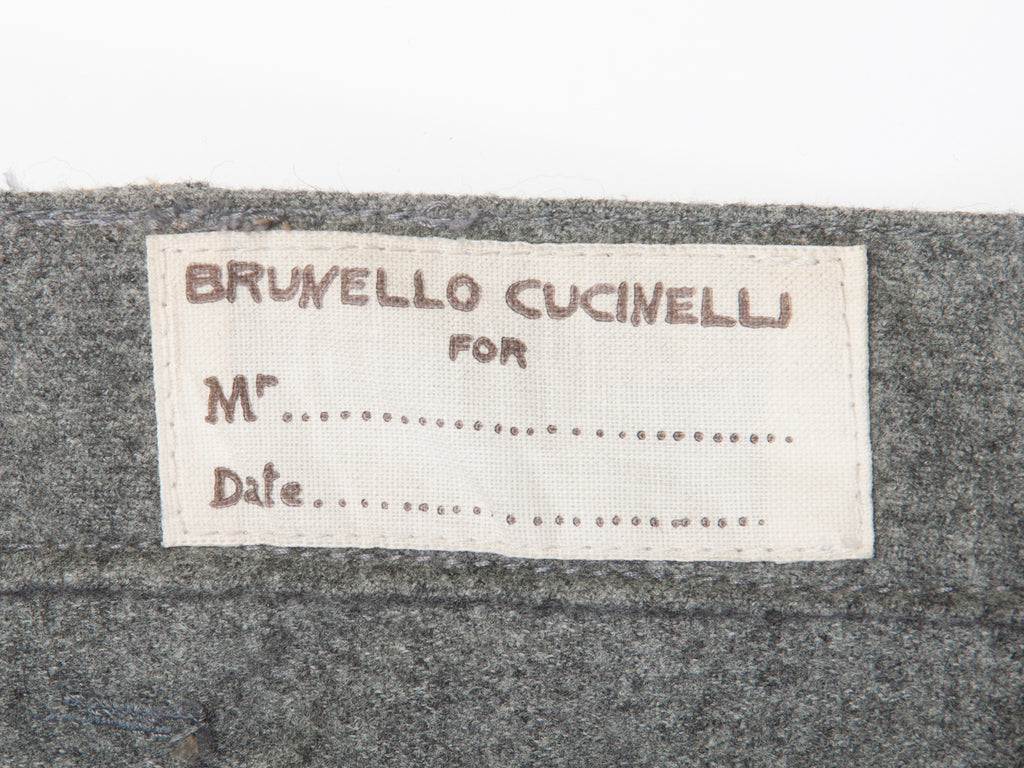 BRUNELLO CUCINELLI
FOR
Mr..............................
Date........................